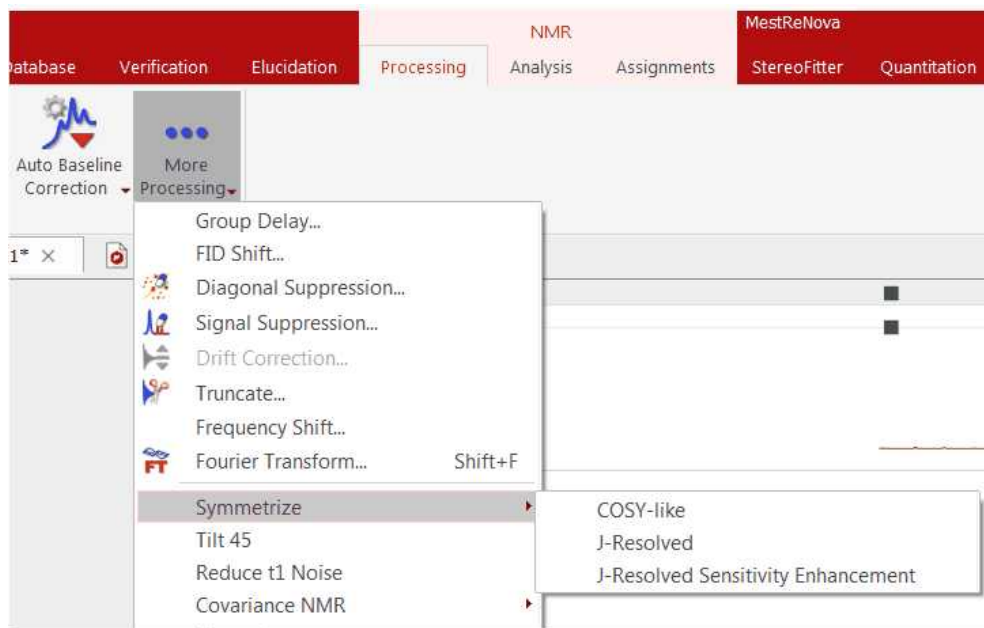 MestReNova
NMR
Verification Elucidation Processing Analysis Assignments StereoFitter Quantitation
Auto Baseline
Correction
More
Processing
Group Delay...
1*
FID Shift...
Diagonal Suppression...
Signal Suppression...
Drift Correction...
Truncate...
Frequency Shift...
FT
Fourier Transform... Shift+F
Symmetrize
COSY-like
Tilt 45
J-Resolved
Reduce t1 Noise
J-Resolved Sensitivity Enhancement
Covariance NMR